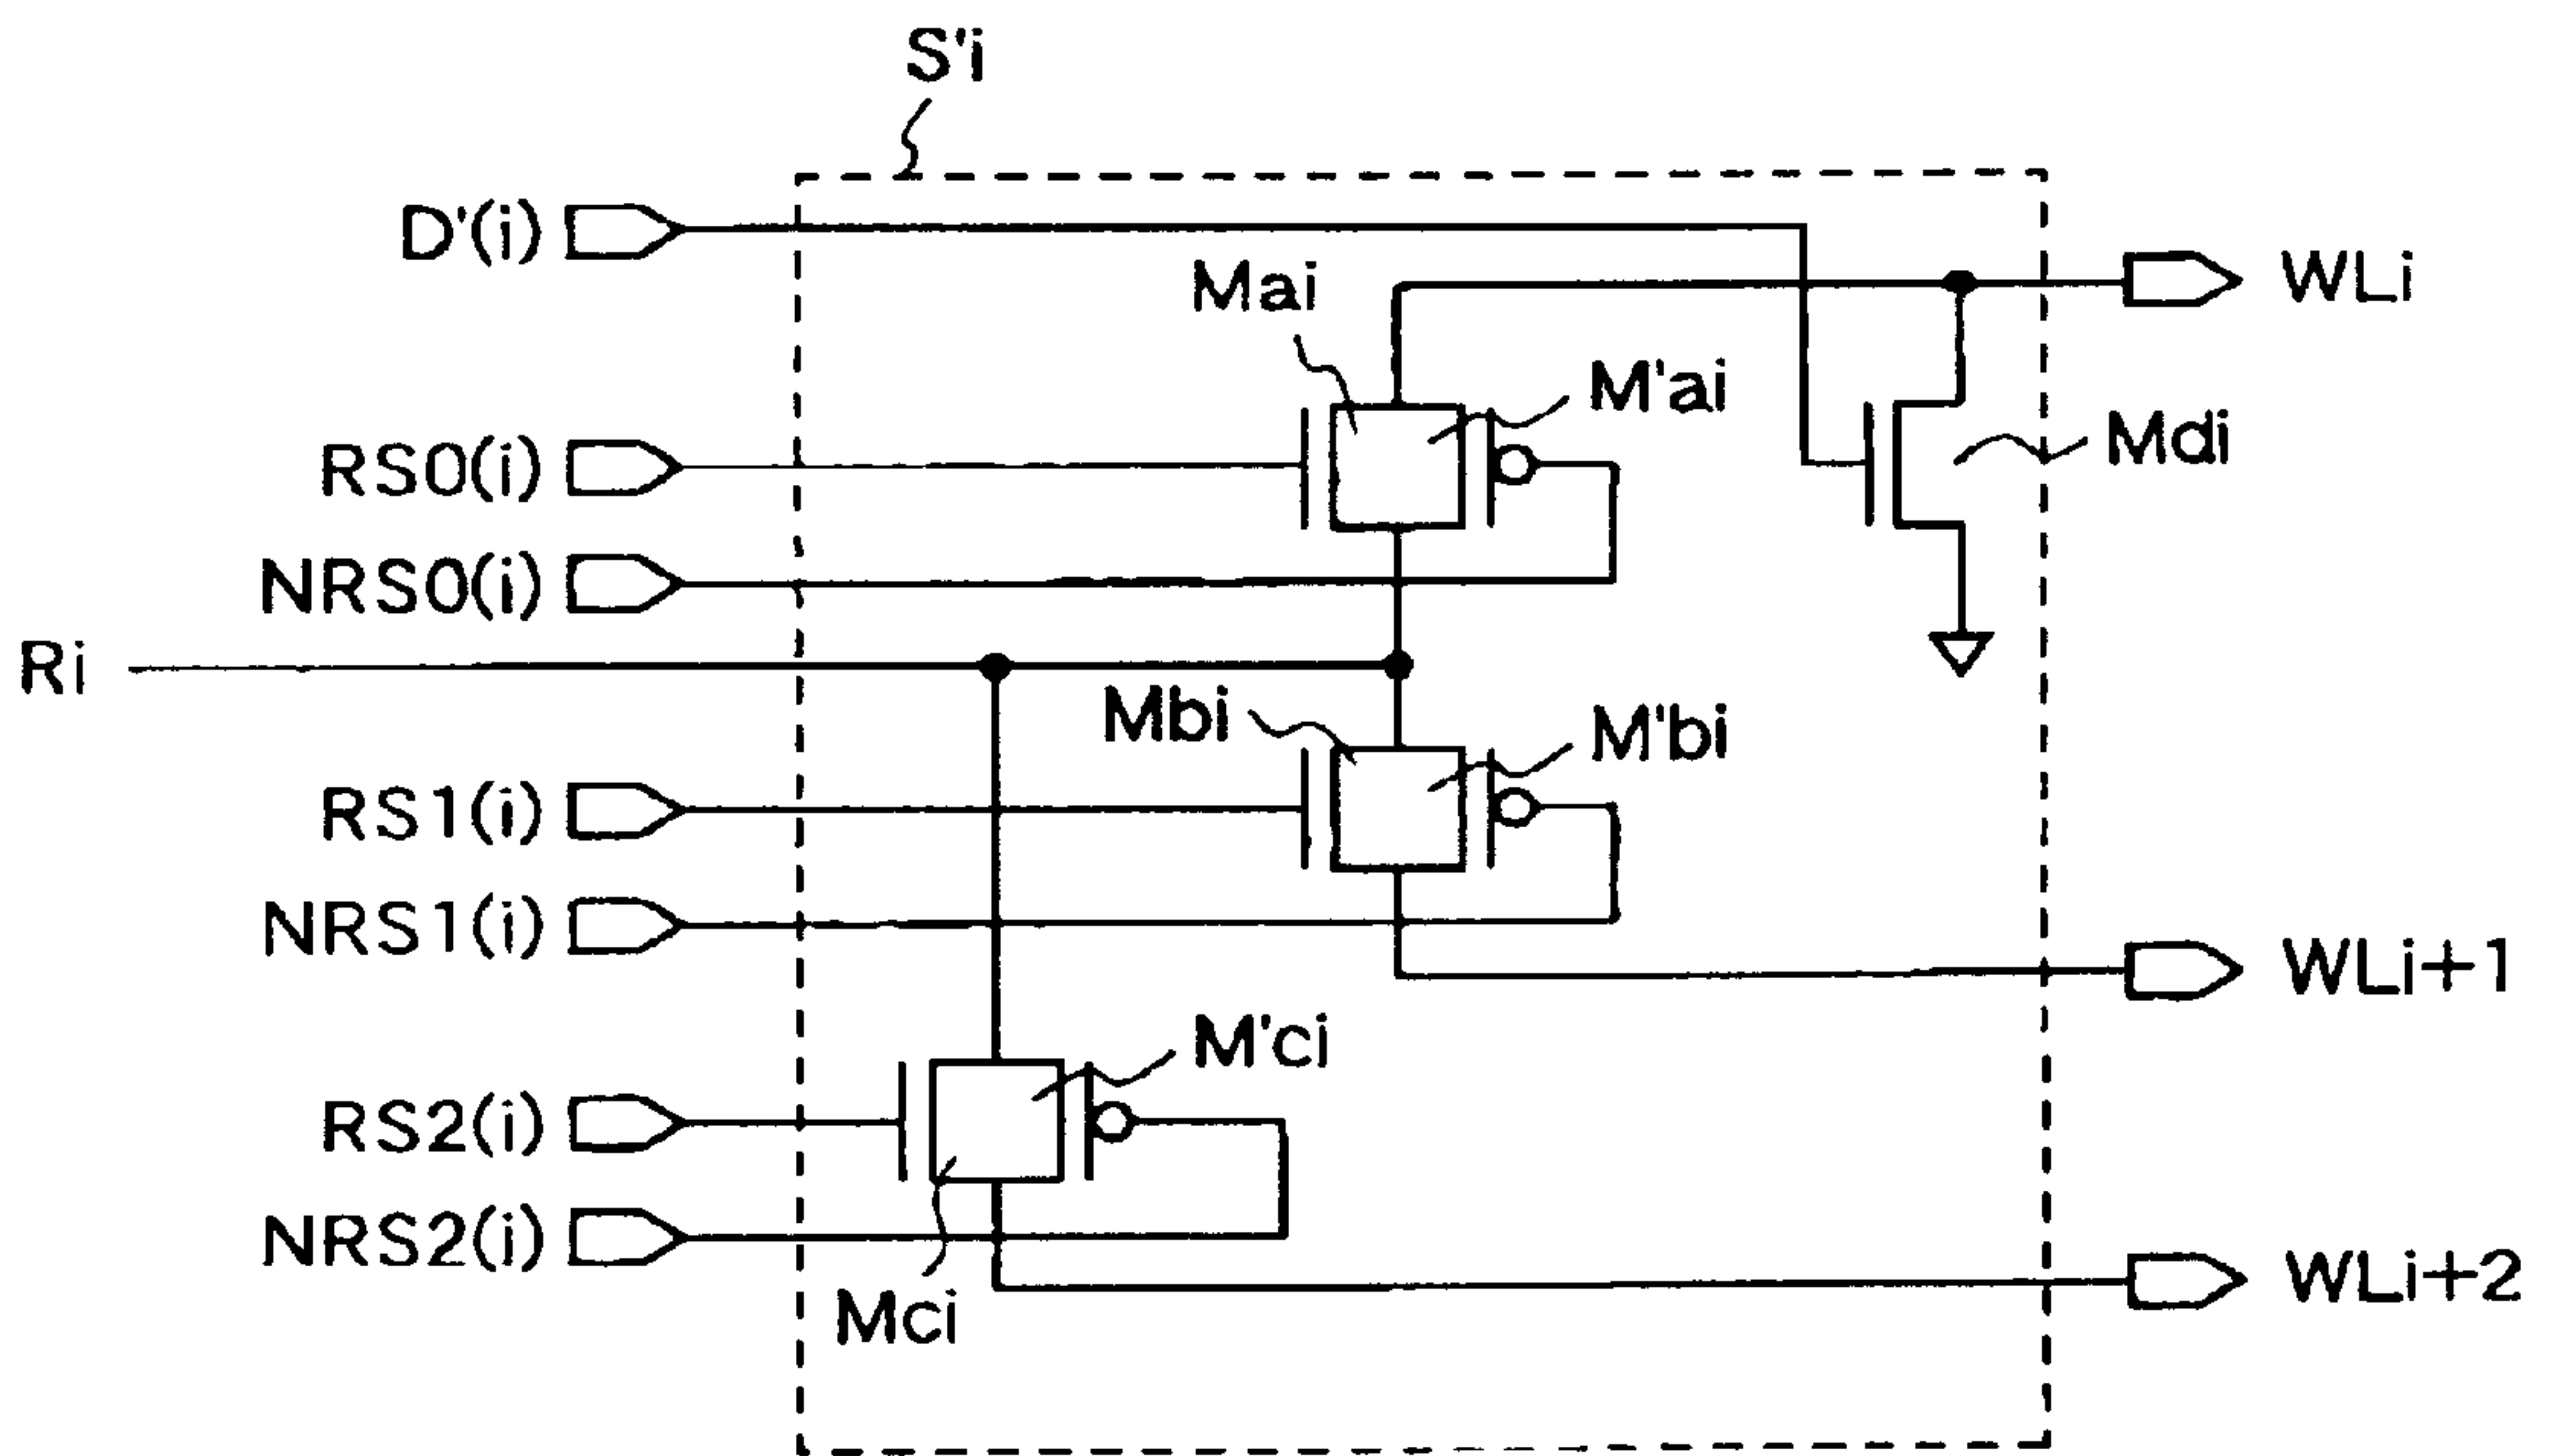 S'i
D'(i)
WLi
Mai
M'ai
Mdi
RS0(i)
NRS0(i)
Ri
Mbi
M'bi
RS1(i)
NRS1(i)
WLi+1
M'ci
RS2(i)
NRS2(i)
WLi+2
Mci